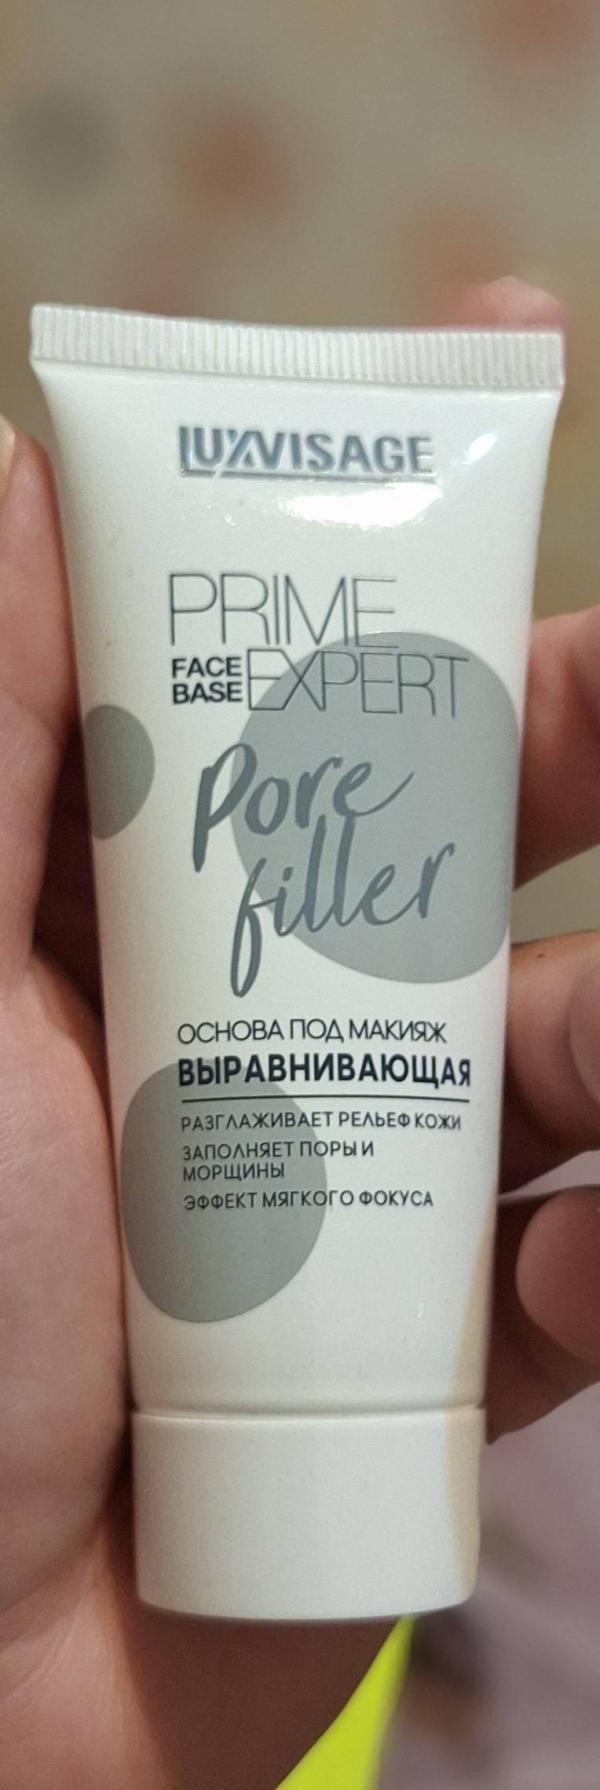 LUXVISAGE
PRIME
FACE
BASE EXPERT
Pore
filler
ОСНОВА ПОД МАКИЯЖ
ВЫРАВНИВАЮЩАЯ
РАЗГЛАЖИВАЕТ РЕЛЬЕФ КОЖИ
ЗАПОЛНЯЕТ ПОРЫ И
МОРЩИНЫ
ЭФФЕКТ МЯГКОГО ФОКУСА